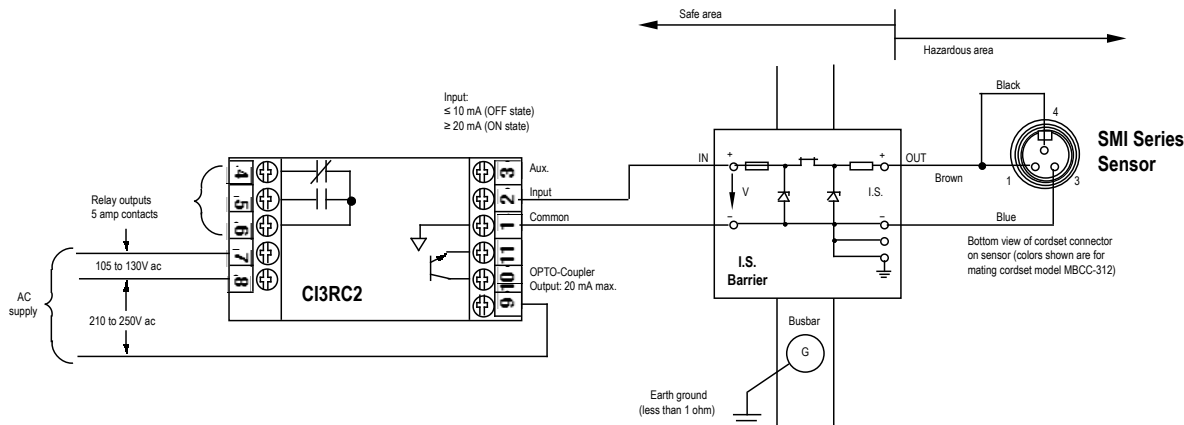 Safe area
Hazardous area
Input:
≤ 10 mA (OFF state)
≥ 20 mA (ON state)
Black
4
SMI Series
Sensor
IN
+
+
OUT
Brown
1
3
V
I.S.
Blue
–
–
I.S.
Barrier
Bottom view of cordset connector
on sensor (colors shown are for
mating cordset model MBCC-312)
Relay outputs
5 amp contacts
4
5
6
7
8
3
2
1
11
10
9
Aux.
Input
Common
OPTO-Coupler
Output: 20 mA max.
CI3RC2
105 to 130V ac
AC
supply
210 to 250V ac
Busbar
G
Earth ground
(less than 1 ohm)